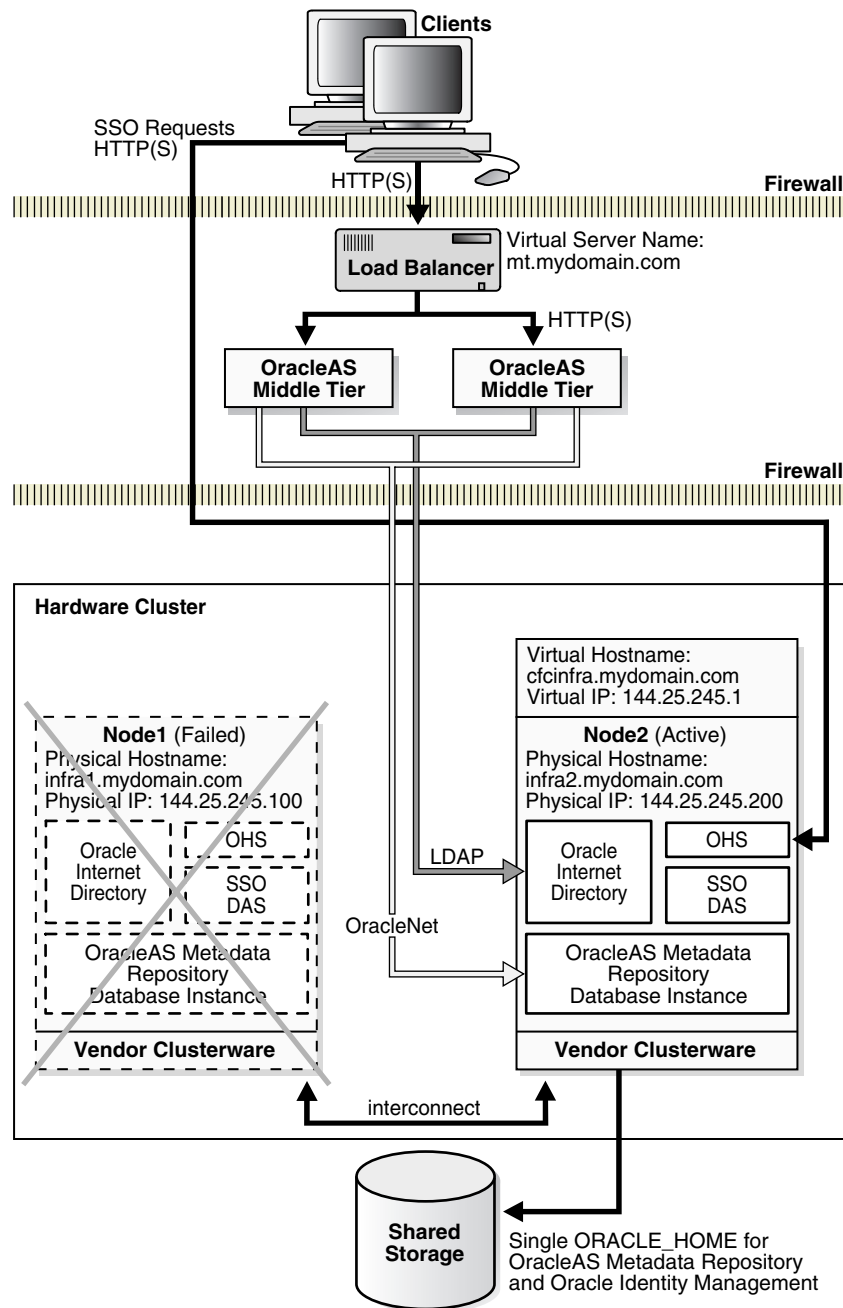 Clients
SSO Requests
HTTP(S)
HTTP(S)
Firewall
Load Balancer
Virtual Server Name:
mt.mydomain.com
HTTP(S)
OracleAS
Middle Tier
OracleAS
Middle Tier
Firewall
Hardware Cluster
Node1 (Failed)
Physical Hostname:
infra1.mydomain.com
Physical IP: 144.25.245.100
Oracle
Internet
Directory
OHS
SSO
DAS
OracleAS Metadata
Repository
Database Instance
Vendor Clusterware
LDAP
OracleNet
Virtual Hostname:
cfcinfra.mydomain.com
Virtual IP: 144.25.245.1
Node2 (Active)
Physical Hostname:
infra2.mydomain.com
Physical IP: 144.25.245.200
Oracle
Internet
Directory
OHS
SSO
DAS
OracleAS Metadata
Repository
Database Instance
Vendor Clusterware
interconnect
Shared
Storage
Single ORACLE_HOME for
OracleAS Metadata Repository
and Oracle Identity Management